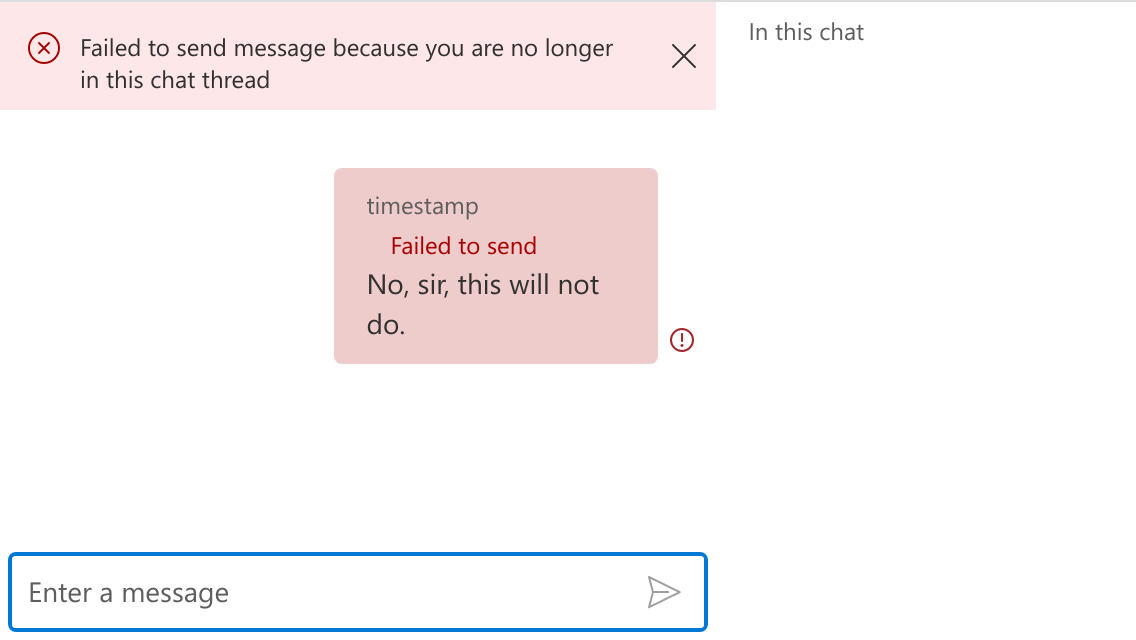 Failed to send message because you are no longer
in this chat thread
In this chat
timestamp
Failed to send
No, sir, this will not
do.
Enter a message